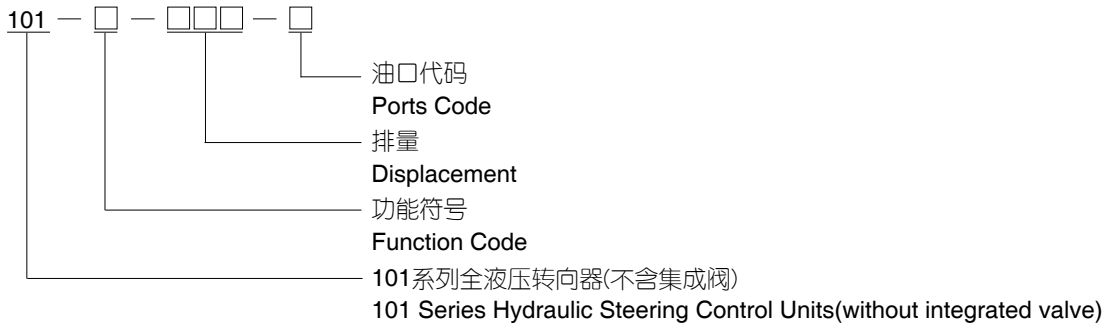 101 — □ — □□□ — □
油口代码
Ports Code
排量
Displacement
功能符号
Function Code
101系列全液压转向器(不含集成阀)
101 Series Hydraulic Steering Control Units(without integrated valve)